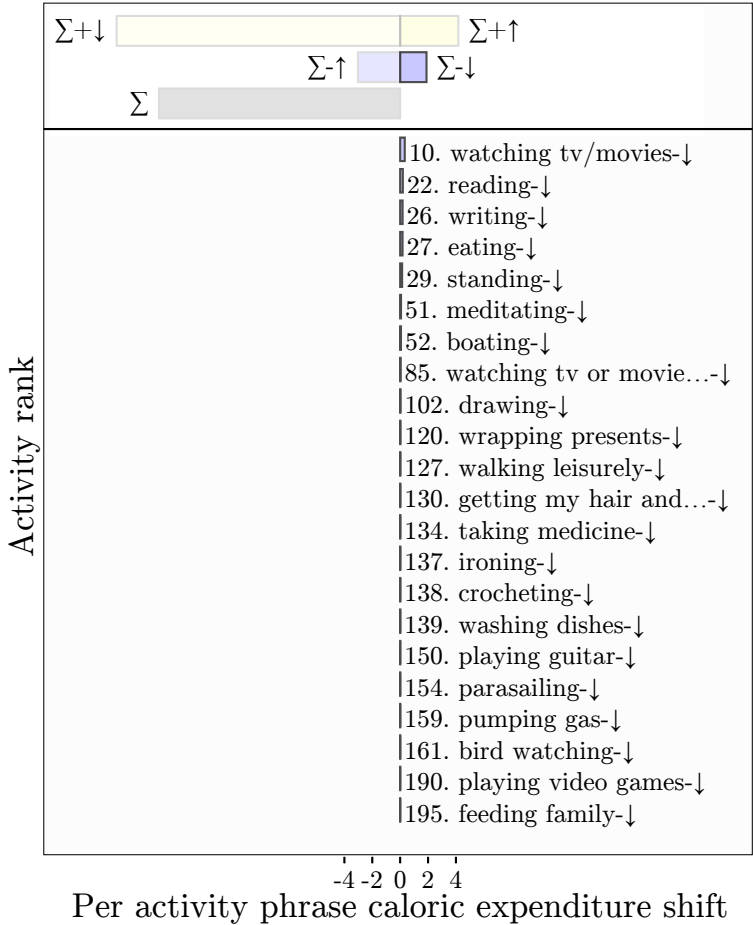 ∑+↓ ∑+↑
∑-↑ ∑-↓
∑
10. watching tv/movies-↓
22. reading-↓
26. writing-↓
27. eating-↓
29. standing-↓
51. meditating-↓
52. boating-↓
85. watching tv or movie…-↓
102. drawing-↓
120. wrapping presents-↓
127. walking leisurely-↓
130. getting my hair and…-↓
134. taking medicine-↓
137. ironing-↓
138. crocheting-↓
139. washing dishes-↓
150. playing guitar-↓
154. parasailing-↓
159. pumping gas-↓
161. bird watching-↓
190. playing video games-↓
195. feeding family-↓
Activity rank
-4 -2 0 2 4
Per activity phrase caloric expenditure shift